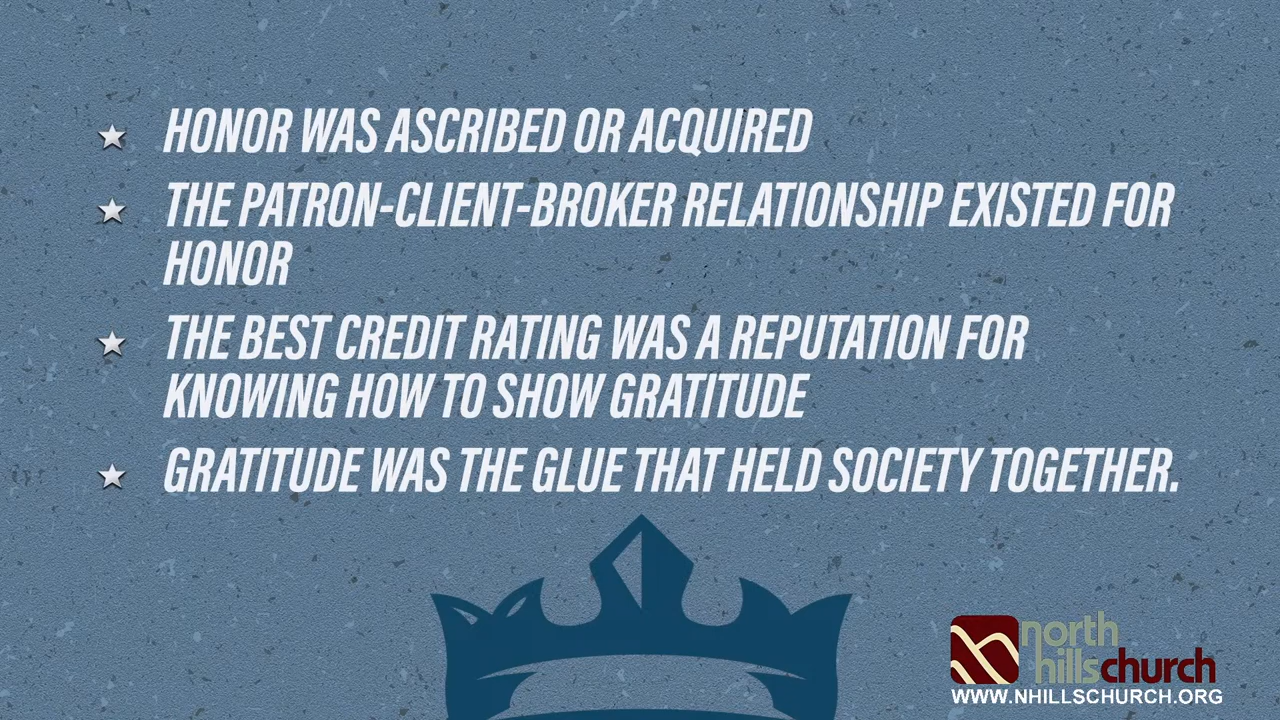 HONOR WAS ASCRIBED OR ACQUIRED
THE PATRON-CLIENT-BROKER RELATIONSHIP EXISTED FOR
HONOR
THE BEST CREDIT RATING WAS A REPUTATION FOR
KNOWING HOW TO SHOW GRATITUDE
GRATITUDE WAS THE GLUE THAT HELD SOCIETY TOGETHER.
north
hillschurch
WWW.NHILLSCHURCH.ORG